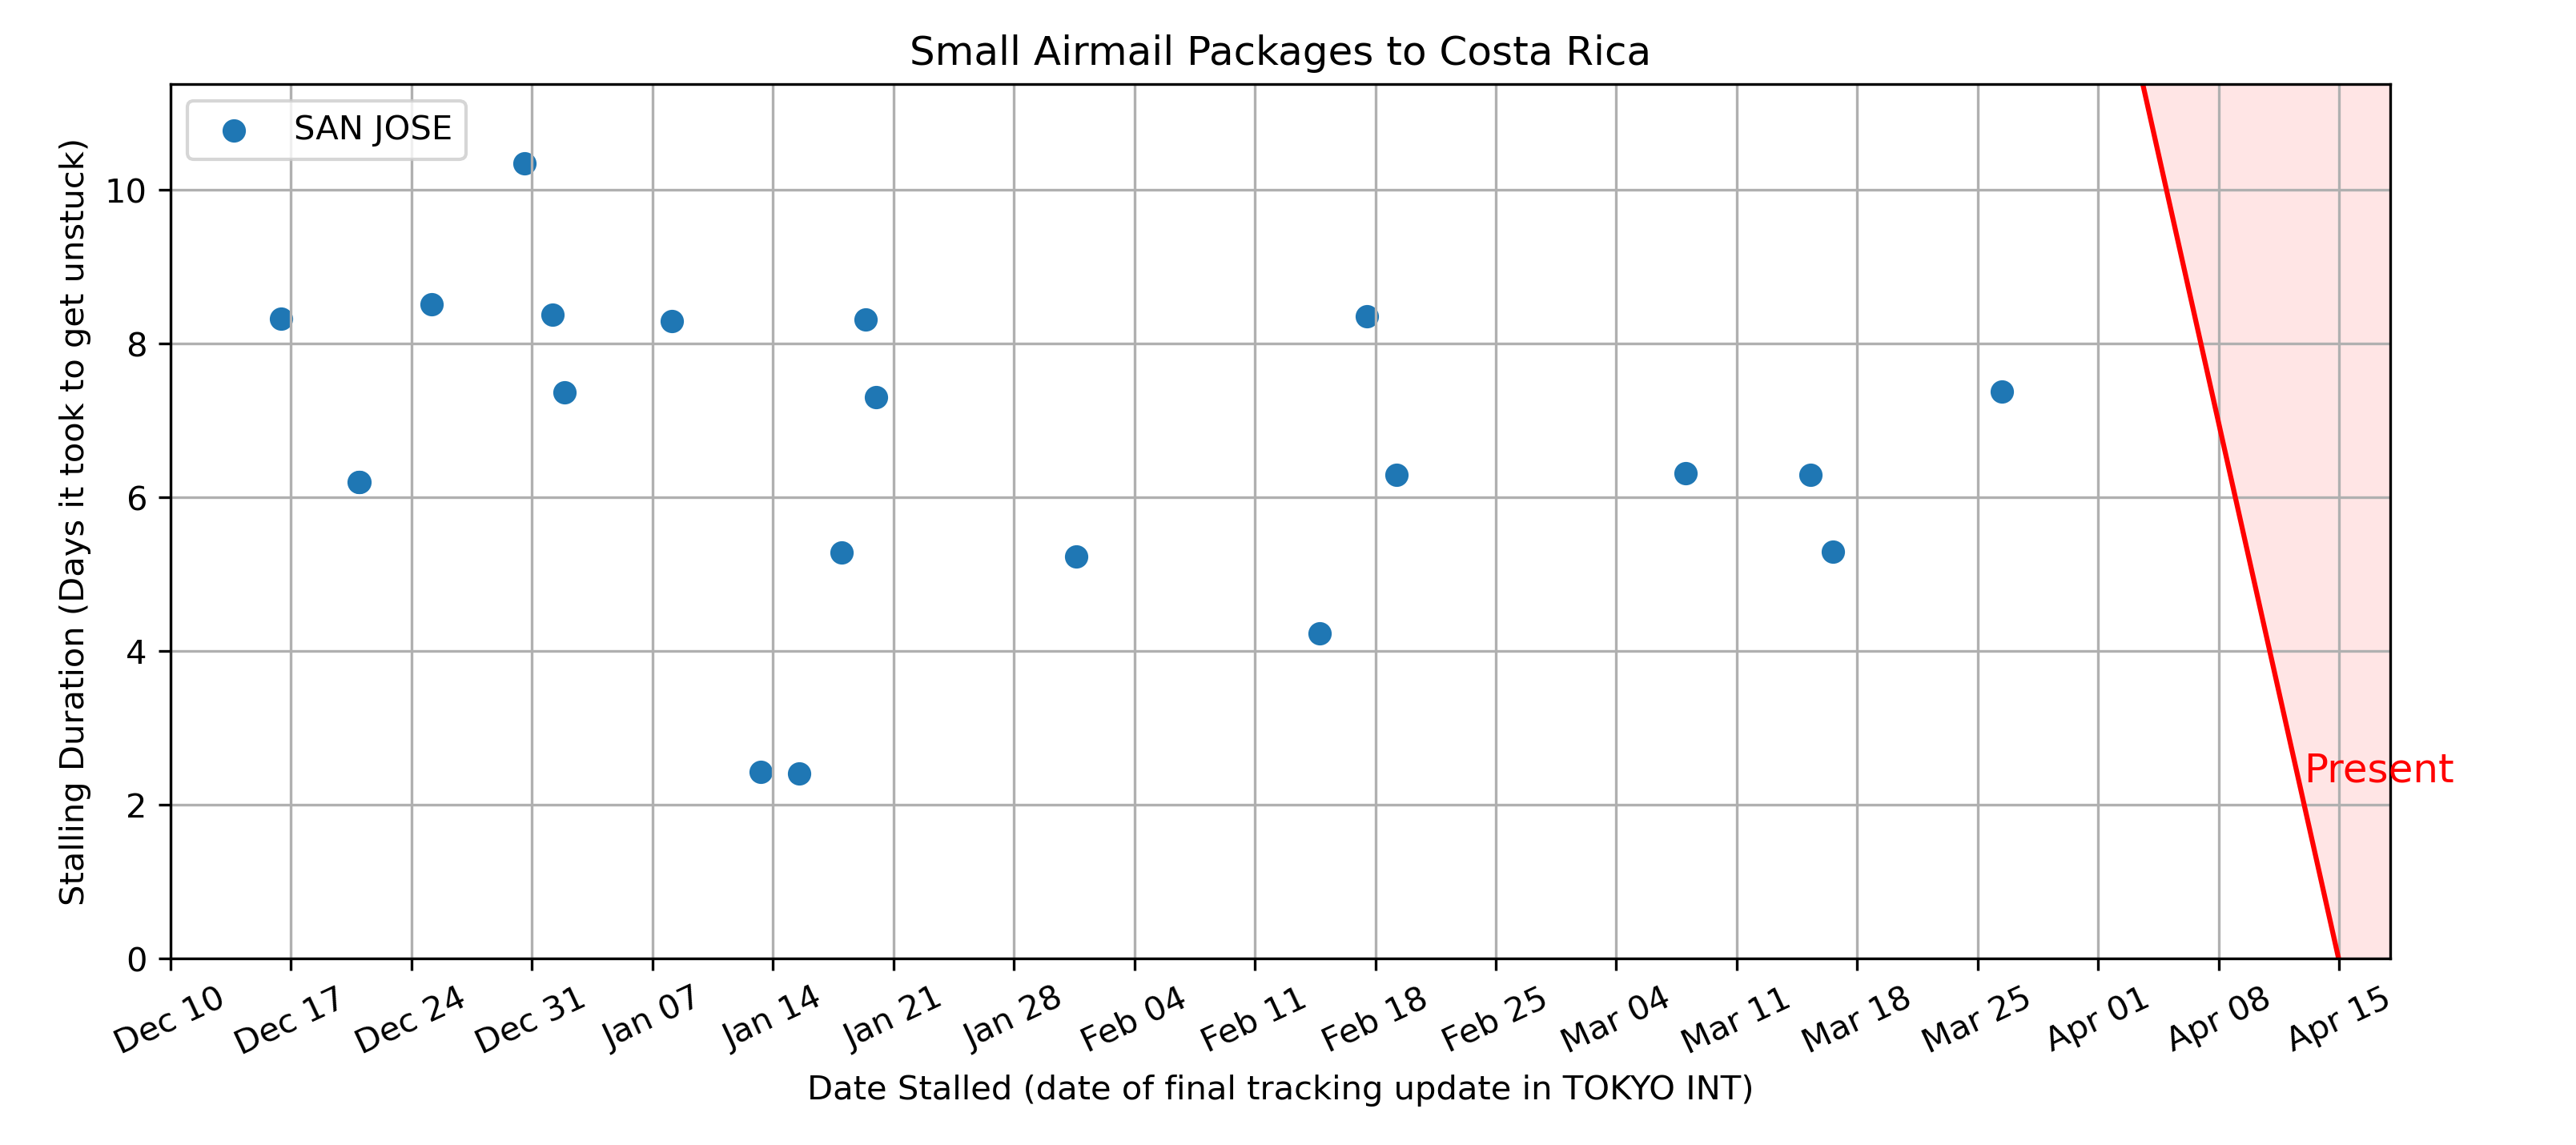 Small Airmail Packages to Costa Rica
SAN JOSE
Stalling Duration (Days it took to get unstuck)
10
8
6
4
2
0
Present
Dec 10
Dec 17
Dec 24
Dec 31
Jan 07
Jan 14
Jan 21
Jan 28
Feb 04
Feb 11
Feb 18
Feb 25
Mar 04
Mar 11
Mar 18
Mar 25
Apr 01
Apr 08
Apr 15
Date Stalled (date of final tracking update in TOKYO INT)